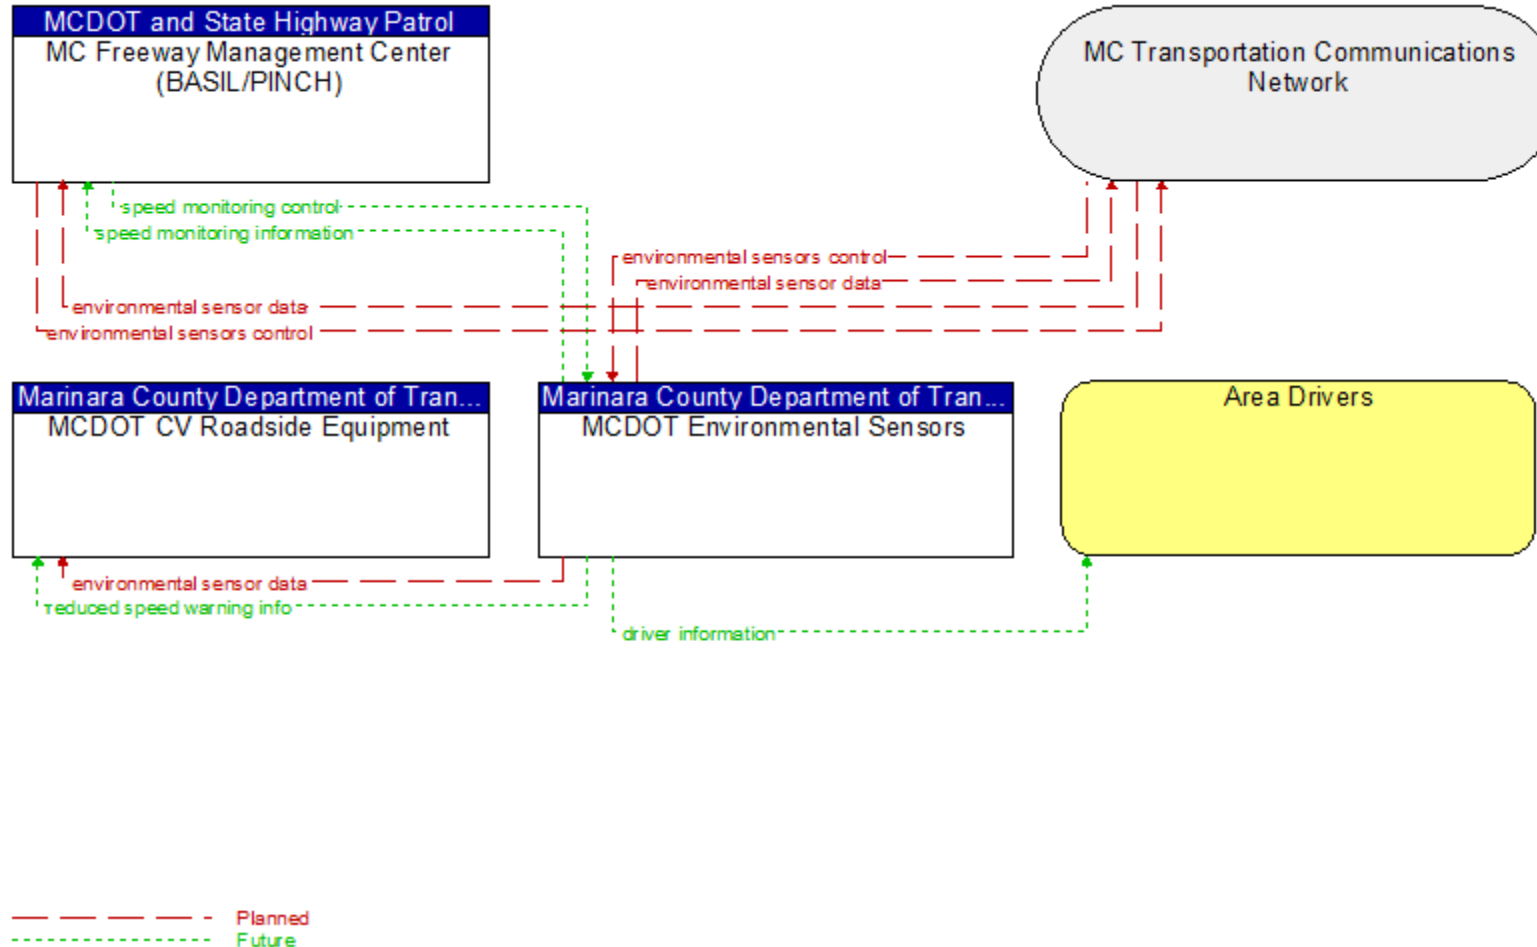 MCDOT and State Highway Patrol
MC Freeway Management Center
(BASIL/PINCH)
MC Transportation Communications
Network
speed monitoring control
speed monitoring information
environmental sensors control
environmental sensor data
environmental sensor data
environmental sensors control
Marinara County Department of Tran...
MCDOT CV Roadside Equipment
Marinara County Department of Tran...
MCDOT Environmental Sensors
Area Drivers
environmental sensor data
reduced speed warning info
driver information
Planned
Future